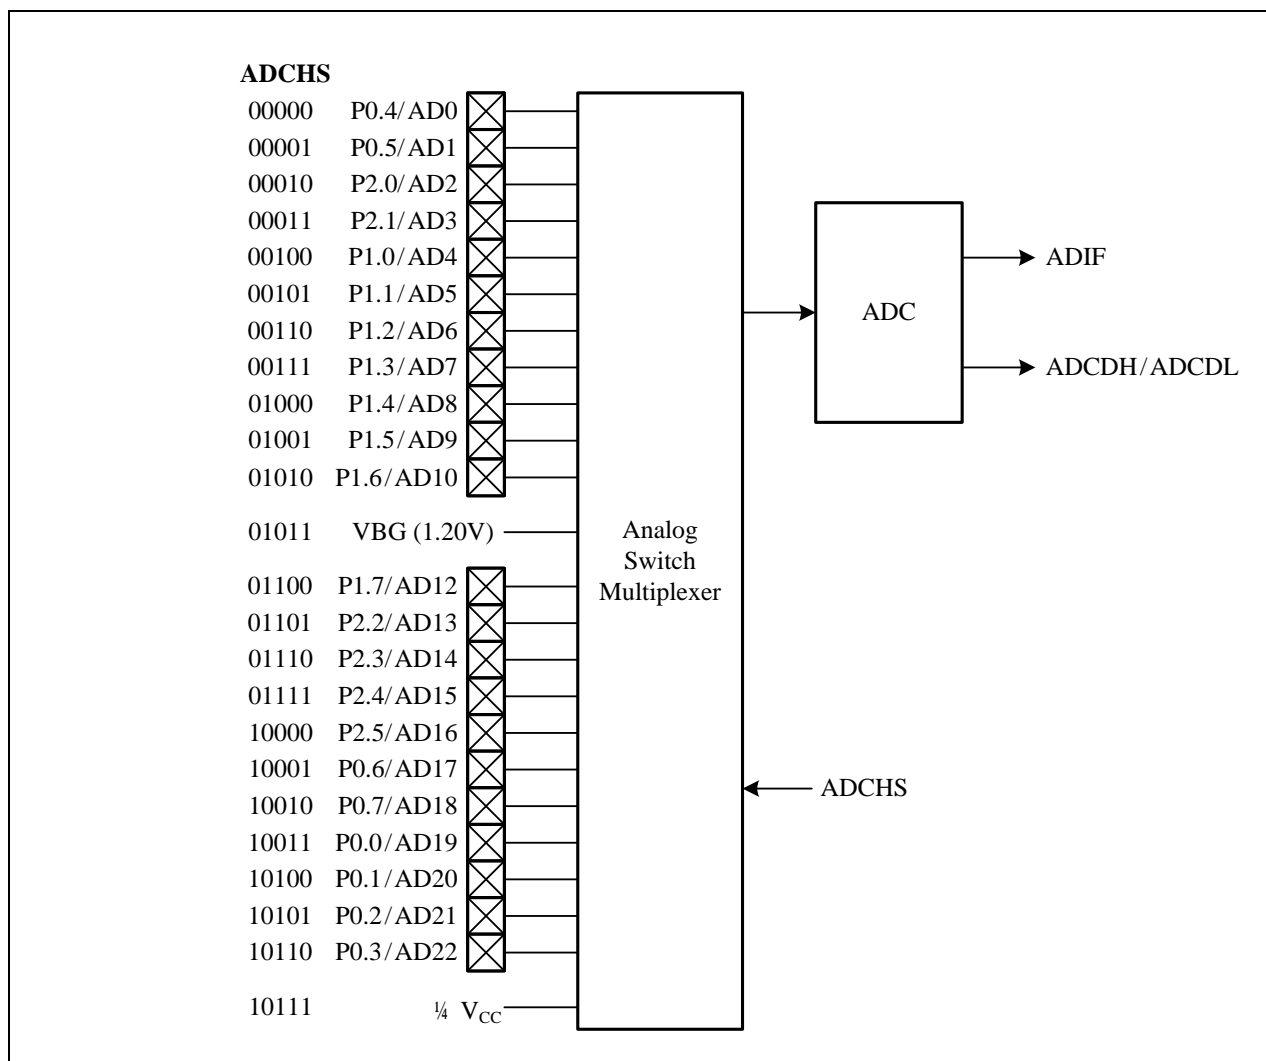 ADCHS
00000 P0.4/AD0
00001 P0.5/AD1
00010 P2.0/AD2
00011 P2.1/AD3
00100 P1.0/AD4
00101 P1.1/AD5
00110 P1.2/AD6
00111 P1.3/AD7
01000 P1.4/AD8
01001 P1.5/AD9
01010 P1.6/AD10
01011 VBG (1.20V)
01100 P1.7/AD12
01101 P2.2/AD13
01110 P2.3/AD14
01111 P2.4/AD15
10000 P2.5/AD16
10001 P0.6/AD17
10010 P0.7/AD18
10011 P0.0/AD19
10100 P0.1/AD20
10101 P0.2/AD21
10110 P0.3/AD22
10111 ¼ VCC
Analog
Switch
Multiplexer
ADC
ADIF
ADCDH/ADCDL
ADCHS